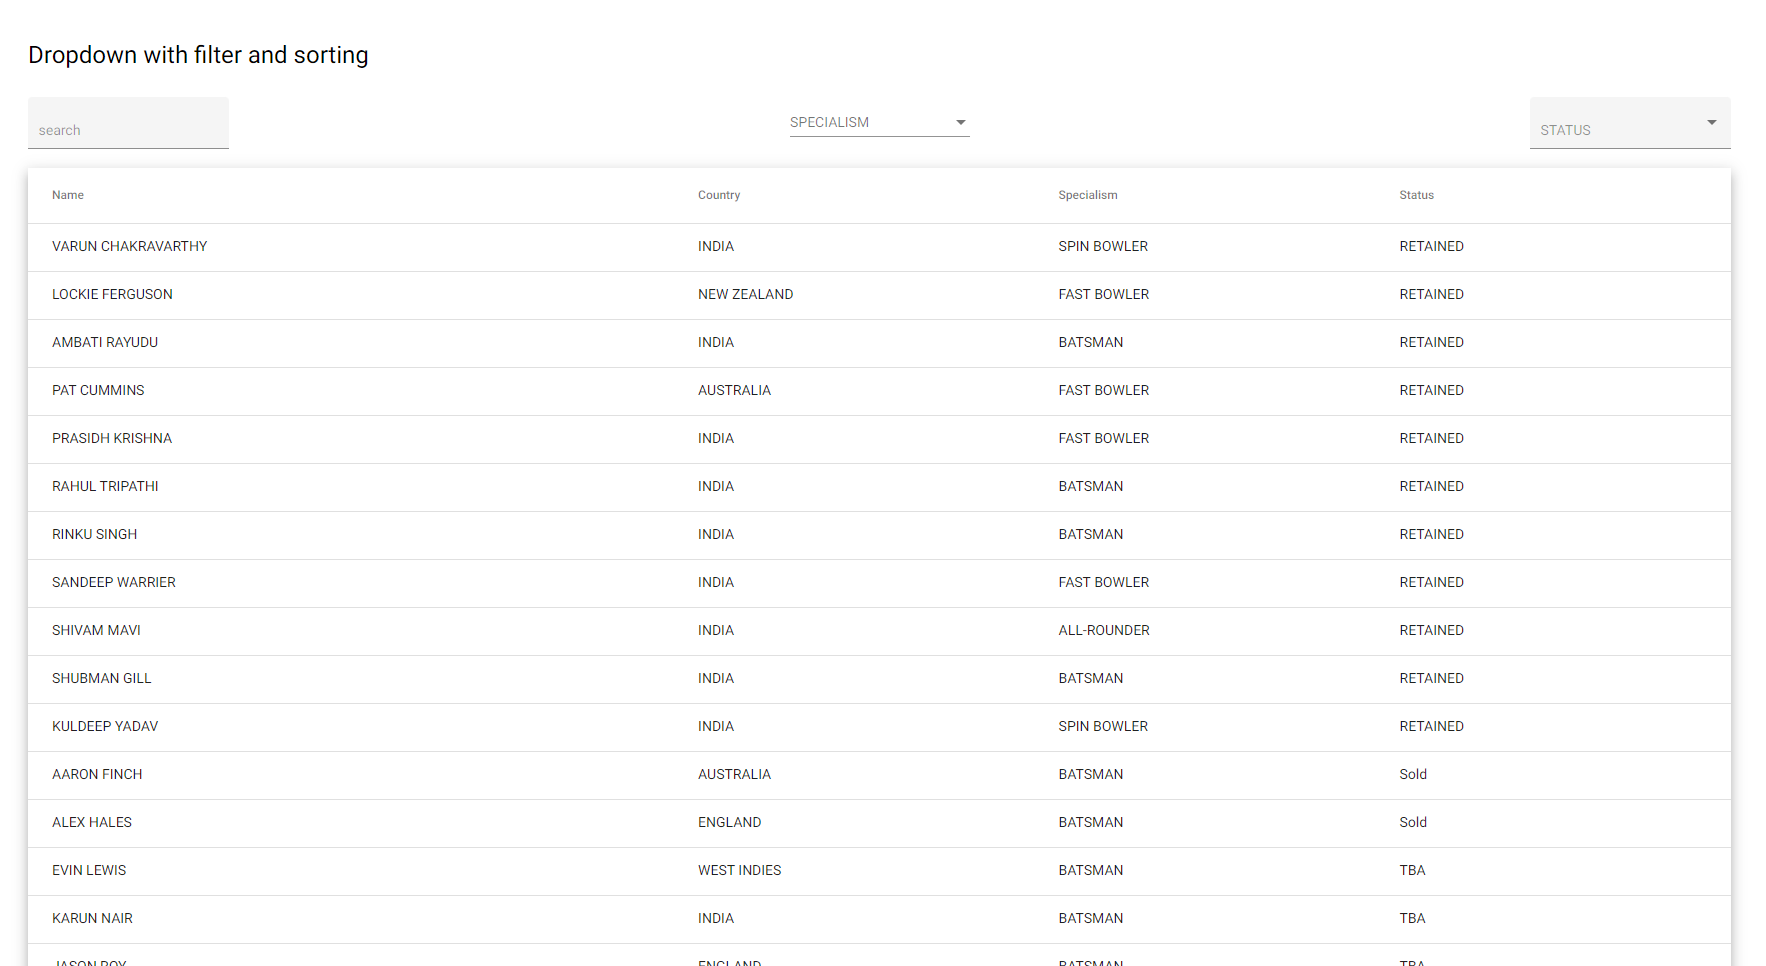 Dropdown with filter and sorting
search SPECIALISM STATUS
Name Country Specialism Status
VARUN CHAKRAVARTHY INDIA SPIN BOWLER RETAINED
LOCKIE FERGUSON NEW ZEALAND FAST BOWLER RETAINED
AMBATI RAYUDU INDIA BATSMAN RETAINED
PAT CUMMINS AUSTRALIA FAST BOWLER RETAINED
PRASIDH KRISHNA INDIA FAST BOWLER RETAINED
RAHUL TRIPATHI INDIA BATSMAN RETAINED
RINKU SINGH INDIA BATSMAN RETAINED
SANDEEP WARRIER INDIA FAST BOWLER RETAINED
SHIVAM MAVI INDIA ALL-ROUNDER RETAINED
SHUBMAN GILL INDIA BATSMAN RETAINED
KULDEEP YADAV INDIA SPIN BOWLER RETAINED
AARON FINCH AUSTRALIA BATSMAN Sold
ALEX HALES ENGLAND BATSMAN Sold
EVIN LEWIS WEST INDIES BATSMAN TBA
KARUN NAIR INDIA BATSMAN TBA
JASON ROY ENGLAND BATSMAN TBA